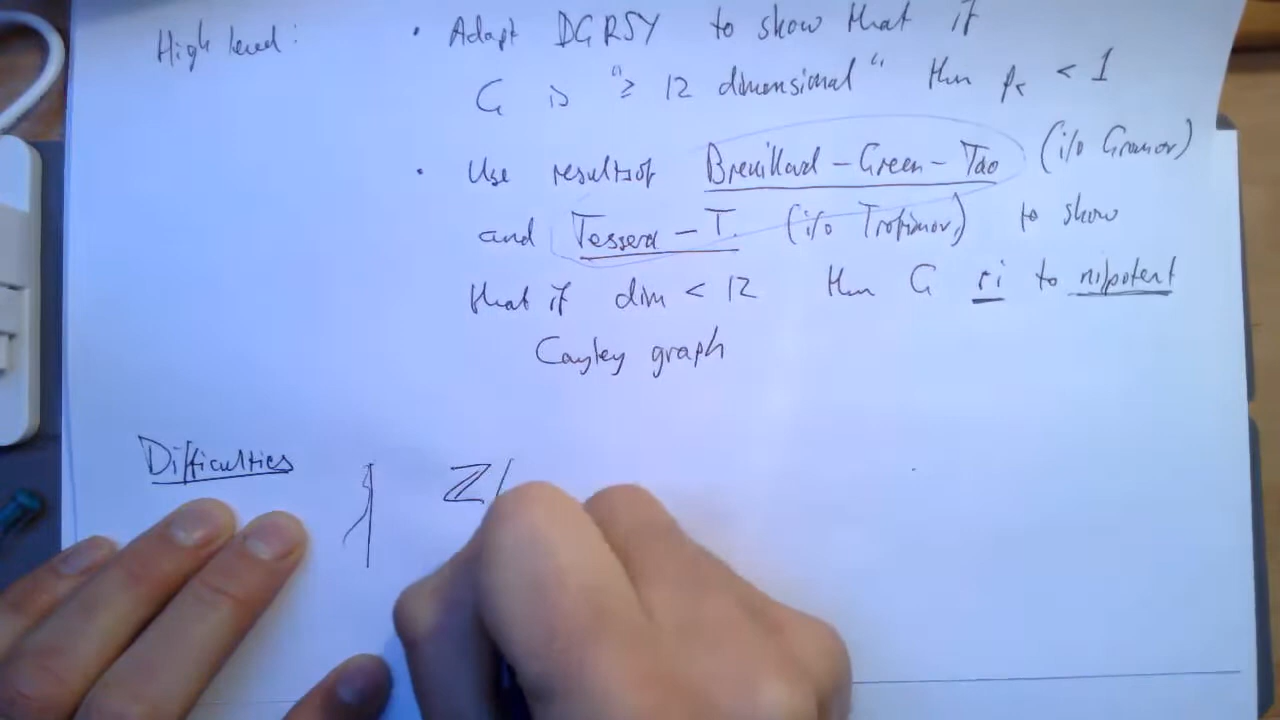 High level:
• Adapt DGRSY to show that if
G is "≥ 12 dimensional" then pc < 1
• Use results of Breuillard-Green-Tao (i/o Gromov)
and Tessera-T. (i/o Trofimov) to show
that if dim < 12 then G ri to nilpotent
Cayley graph
Difficulties
ℤ/